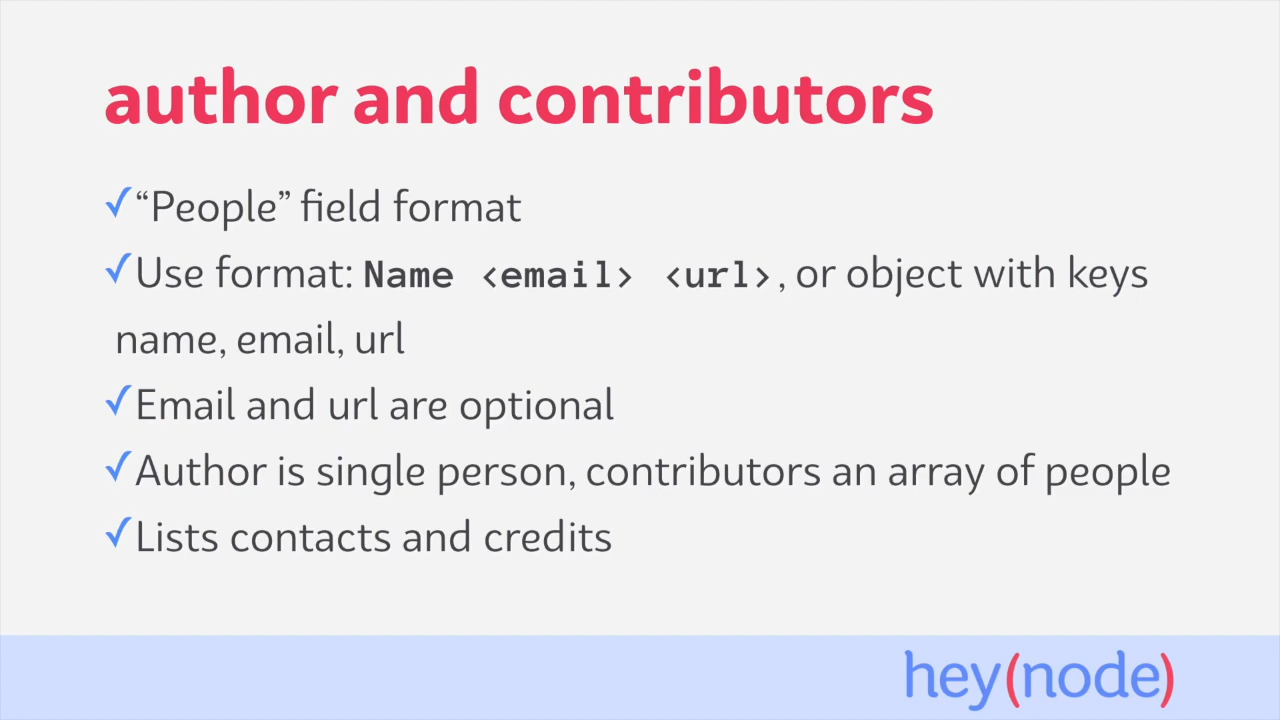 author and contributors
✓“People” field format
✓Use format: Name <email> <url>, or object with keys
name, email, url
✓Email and url are optional
✓Author is single person, contributors an array of people
✓Lists contacts and credits
hey(node)